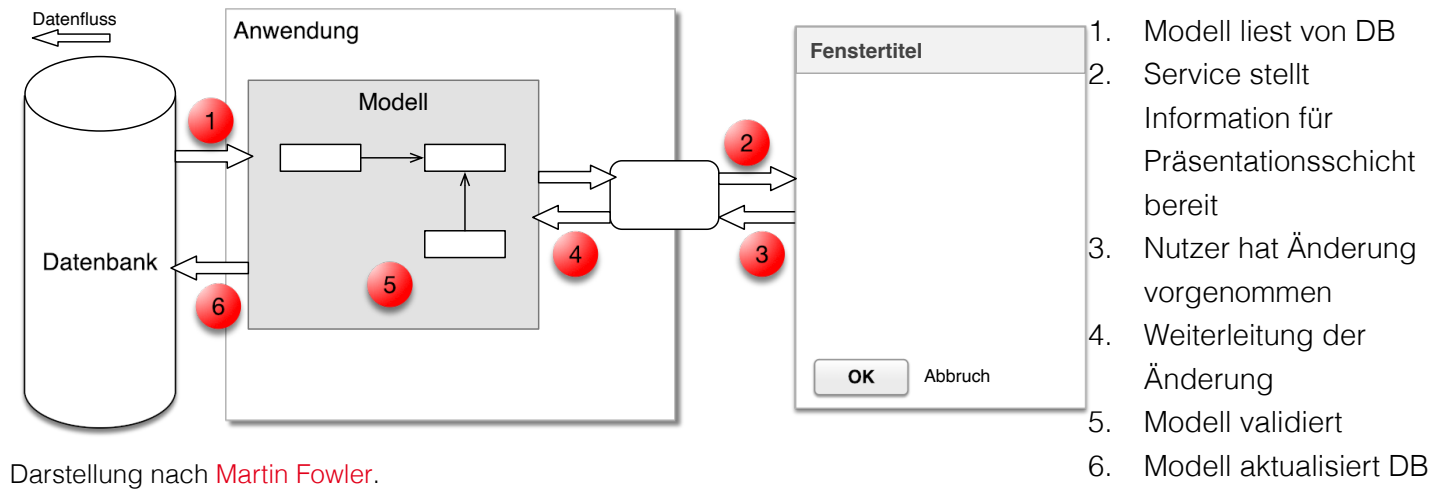 Datenfluss
Anwendung
Modell
Datenbank
1
2
3
4
5
6
Fenstertitel
OK Abbruch
1. Modell liest von DB
2. Service stellt
Information für
Präsentationsschicht
bereit
3. Nutzer hat Änderung
vorgenommen
4. Weiterleitung der
Änderung
5. Modell validiert
6. Modell aktualisiert DB
Darstellung nach Martin Fowler.